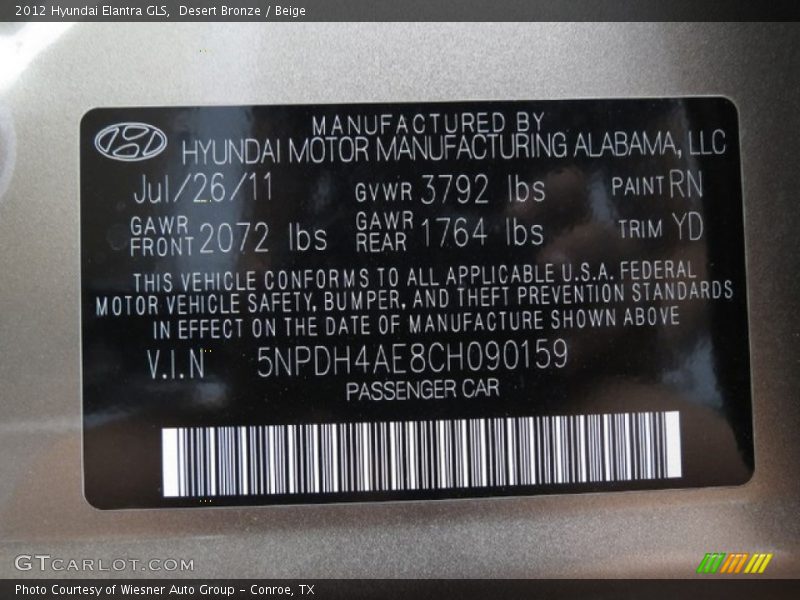 2012 Hyundai Elantra GLS, Desert Bronze / Beige
MANUFACTURED BY
HYUNDAI MOTOR MANUFACTURING ALABAMA, LLC
Jul/26/11 GVWR 3792 lbs PAINT RN
GAWR FRONT 2072 lbs GAWR REAR 1764 lbs TRIM YD
THIS VEHICLE CONFORMS TO ALL APPLICABLE U.S.A. FEDERAL
MOTOR VEHICLE SAFETY, BUMPER, AND THEFT PREVENTION STANDARDS
IN EFFECT ON THE DATE OF MANUFACTURE SHOWN ABOVE
V.I.N 5NPDH4AE8CH090159
PASSENGER CAR
GTCARLOT.COM
Photo Courtesy of Wiesner Auto Group - Conroe, TX